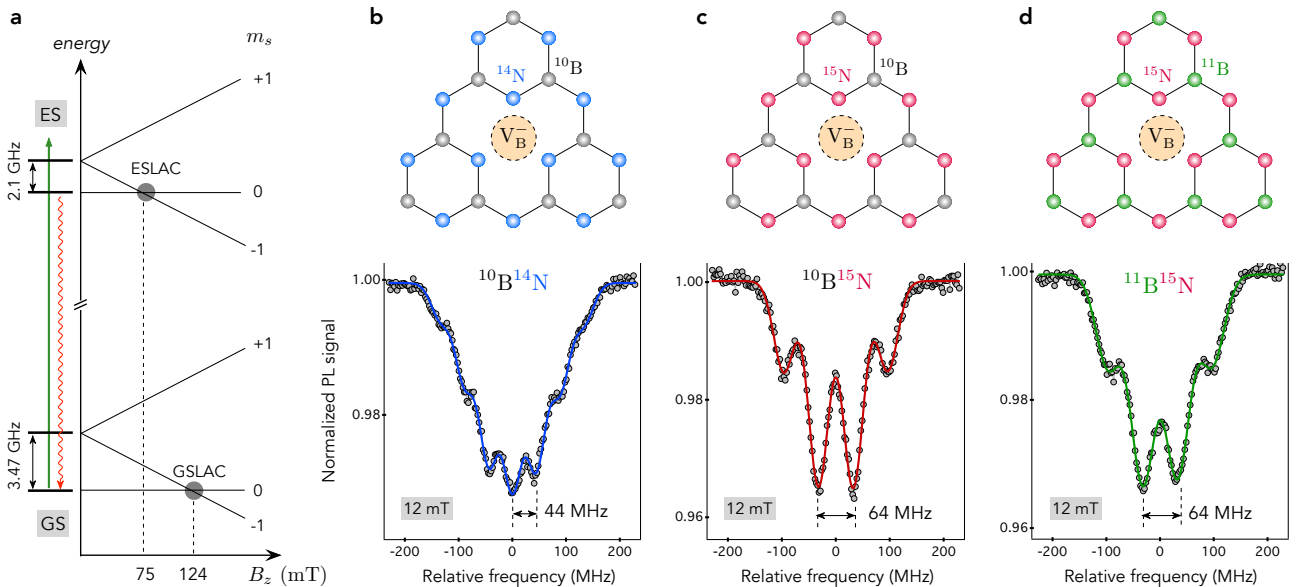 a
energy
m_s
+1
ES
2.1 GHz
ESLAC
0
-1
+1
3.47 GHz
GSLAC
0
GS
-1
75
124
B_z (mT)
b
¹⁴N
¹⁰B
V_B^−
Normalized PL signal
1.00
0.98
¹⁰B¹⁴N
12 mT
44 MHz
-200
-100
0
100
200
Relative frequency (MHz)
c
¹⁵N
¹⁰B
V_B^−
1.00
0.98
0.96
¹⁰B¹⁵N
12 mT
64 MHz
-200
-100
0
100
200
Relative frequency (MHz)
d
¹⁵N
¹¹B
V_B^−
1.00
0.98
0.96
¹¹B¹⁵N
12 mT
64 MHz
-200
-100
0
100
200
Relative frequency (MHz)